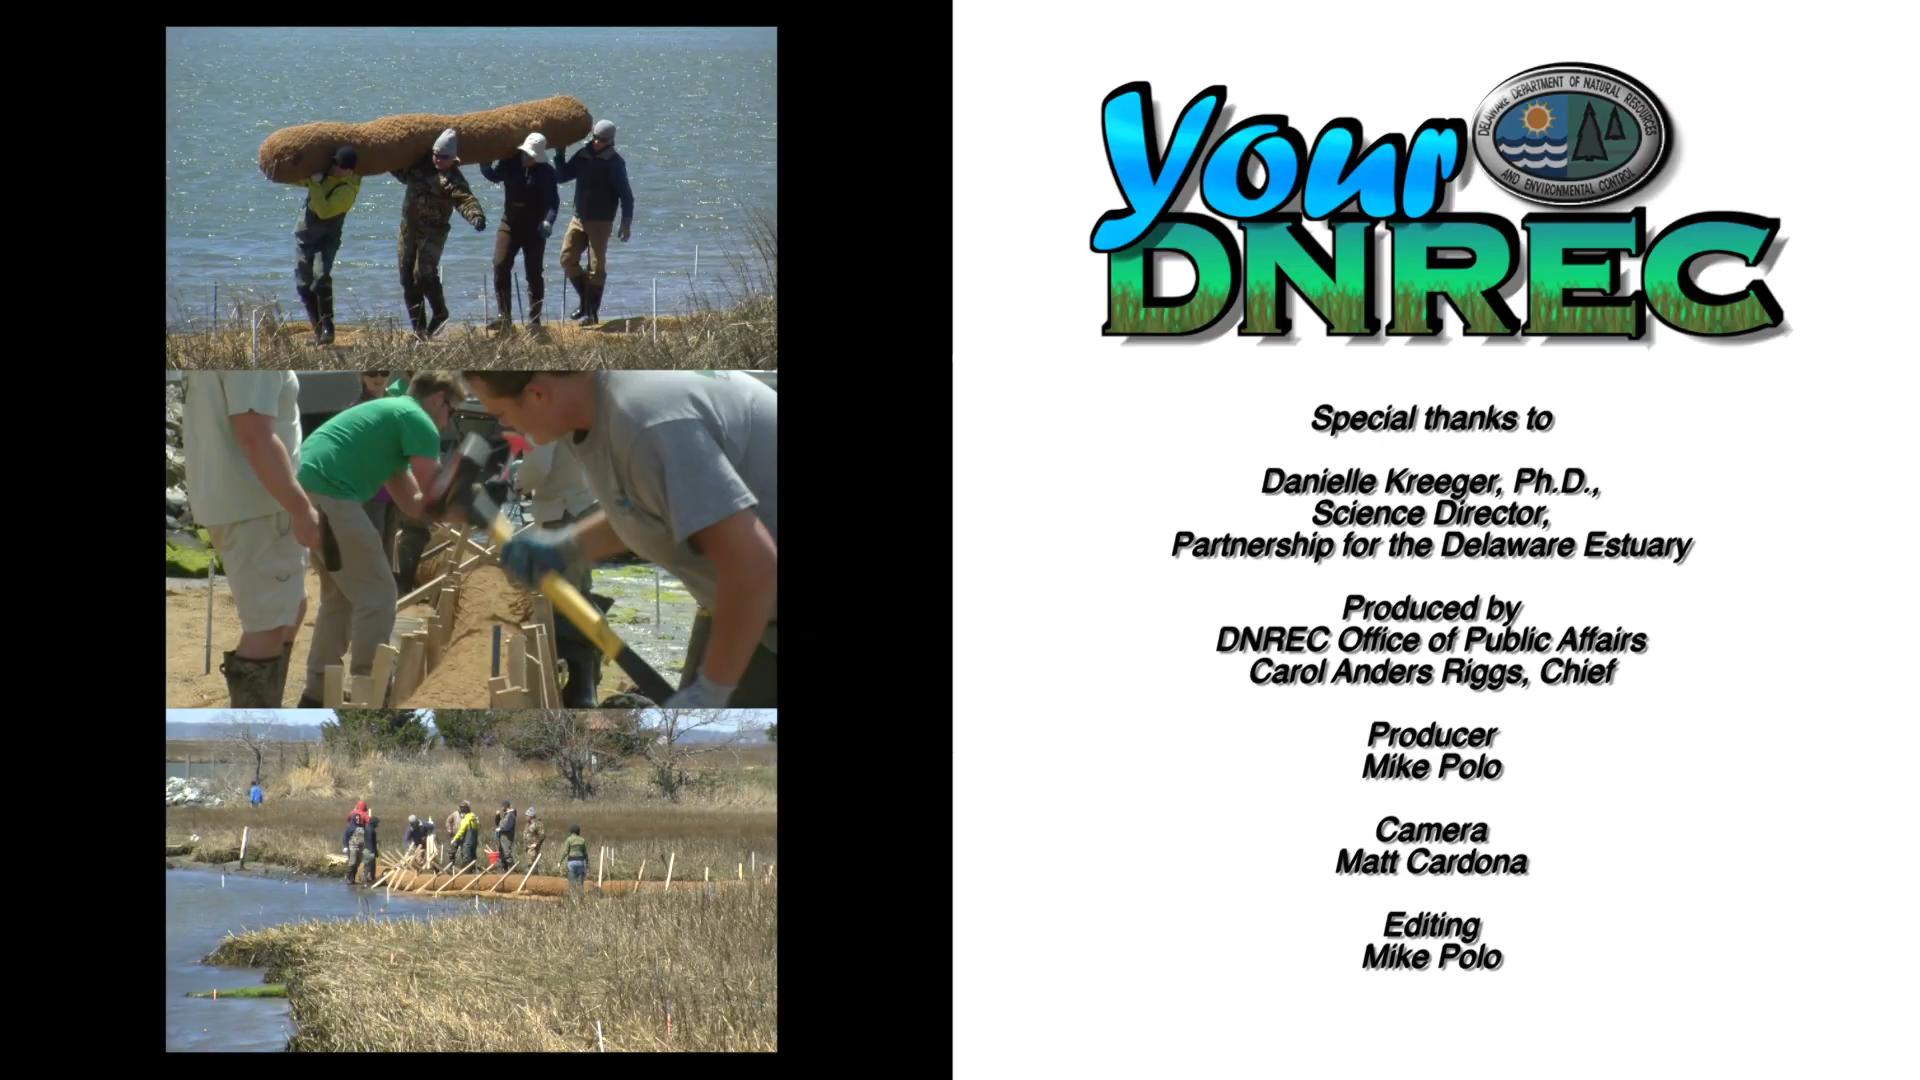 Your
DELAWARE DEPARTMENT OF NATURAL RESOURCES
AND ENVIRONMENTAL CONTROL
DNREC
Special thanks to
Danielle Kreeger, Ph.D.,
Science Director,
Partnership for the Delaware Estuary
Produced by
DNREC Office of Public Affairs
Carol Anders Riggs, Chief
Producer
Mike Polo
Camera
Matt Cardona
Editing
Mike Polo